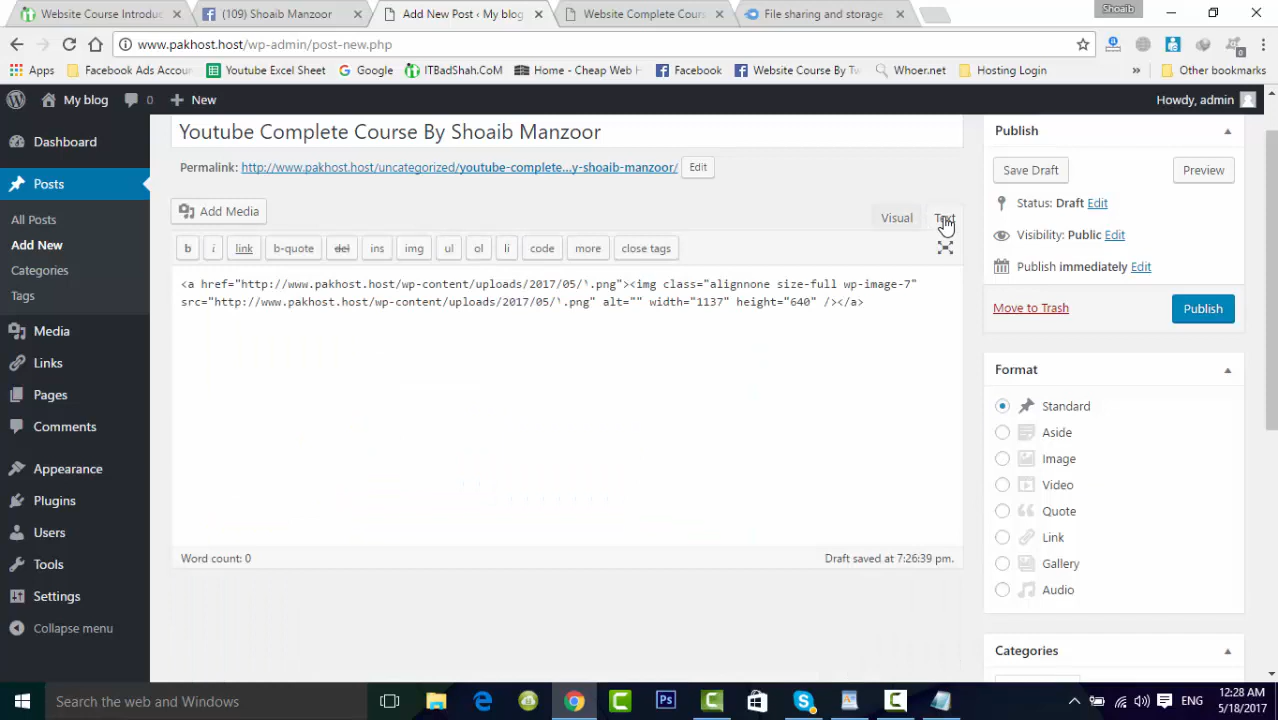 Website Course Introduc
(109) Shoaib Manzoor
Add New Post ‹ My blog
Website Complete Cours
File sharing and storage
Shoaib
www.pakhost.host/wp-admin/post-new.php
Apps
Facebook Ads Accoun
Youtube Excel Sheet
Google
ITBadShah.CoM
Home - Cheap Web H
Facebook
Website Course By Tw
Whoer.net
Hosting Login
»
Other bookmarks
My blog
0
New
Howdy, admin
Dashboard
Posts
All Posts
Add New
Categories
Tags
Media
Links
Pages
Comments
Appearance
Plugins
Users
Tools
Settings
Collapse menu
Youtube Complete Course By Shoaib Manzoor
Permalink: http://www.pakhost.host/uncategorized/youtube-complete...y-shoaib-manzoor/ Edit
Add Media
Visual
Text
b
i
link
b-quote
del
ins
img
ul
ol
li
code
more
close tags
<a href="http://www.pakhost.host/wp-content/uploads/2017/05/`.png"><img class="alignnone size-full wp-image-7"
src="http://www.pakhost.host/wp-content/uploads/2017/05/`.png" alt="" width="1137" height="640" /></a>
Word count: 0
Draft saved at 7:26:39 pm.
Publish
Save Draft
Preview
Status: Draft Edit
Visibility: Public Edit
Publish immediately Edit
Move to Trash
Publish
Format
Standard
Aside
Image
Video
Quote
Link
Gallery
Audio
Categories
Search the web and Windows
Ps
ENG
12:28 AM
5/18/2017